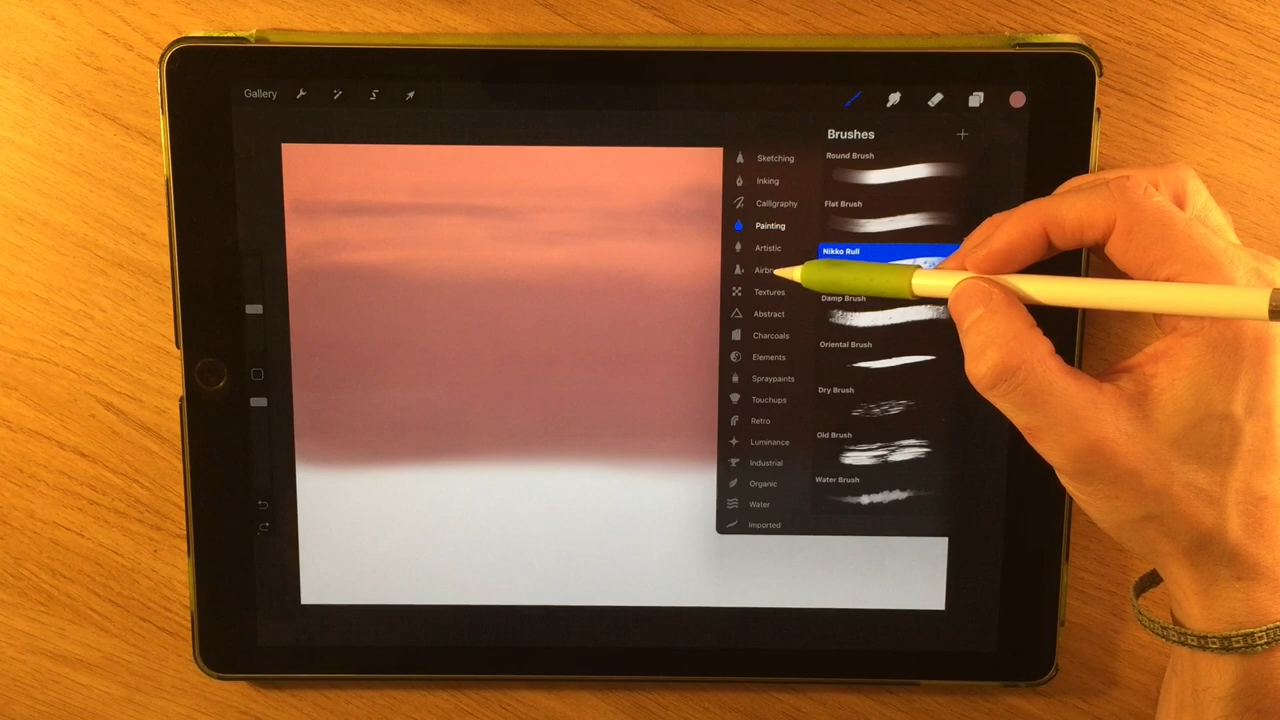 Gallery
Brushes
Sketching
Inking
Calligraphy
Painting
Artistic
Airbr
Textures
Abstract
Charcoals
Elements
Spraypaints
Touchups
Retro
Luminance
Industrial
Organic
Water
Imported
Round Brush
Flat Brush
Nikko Rull
Damp Brush
Oriental Brush
Dry Brush
Old Brush
Water Brush